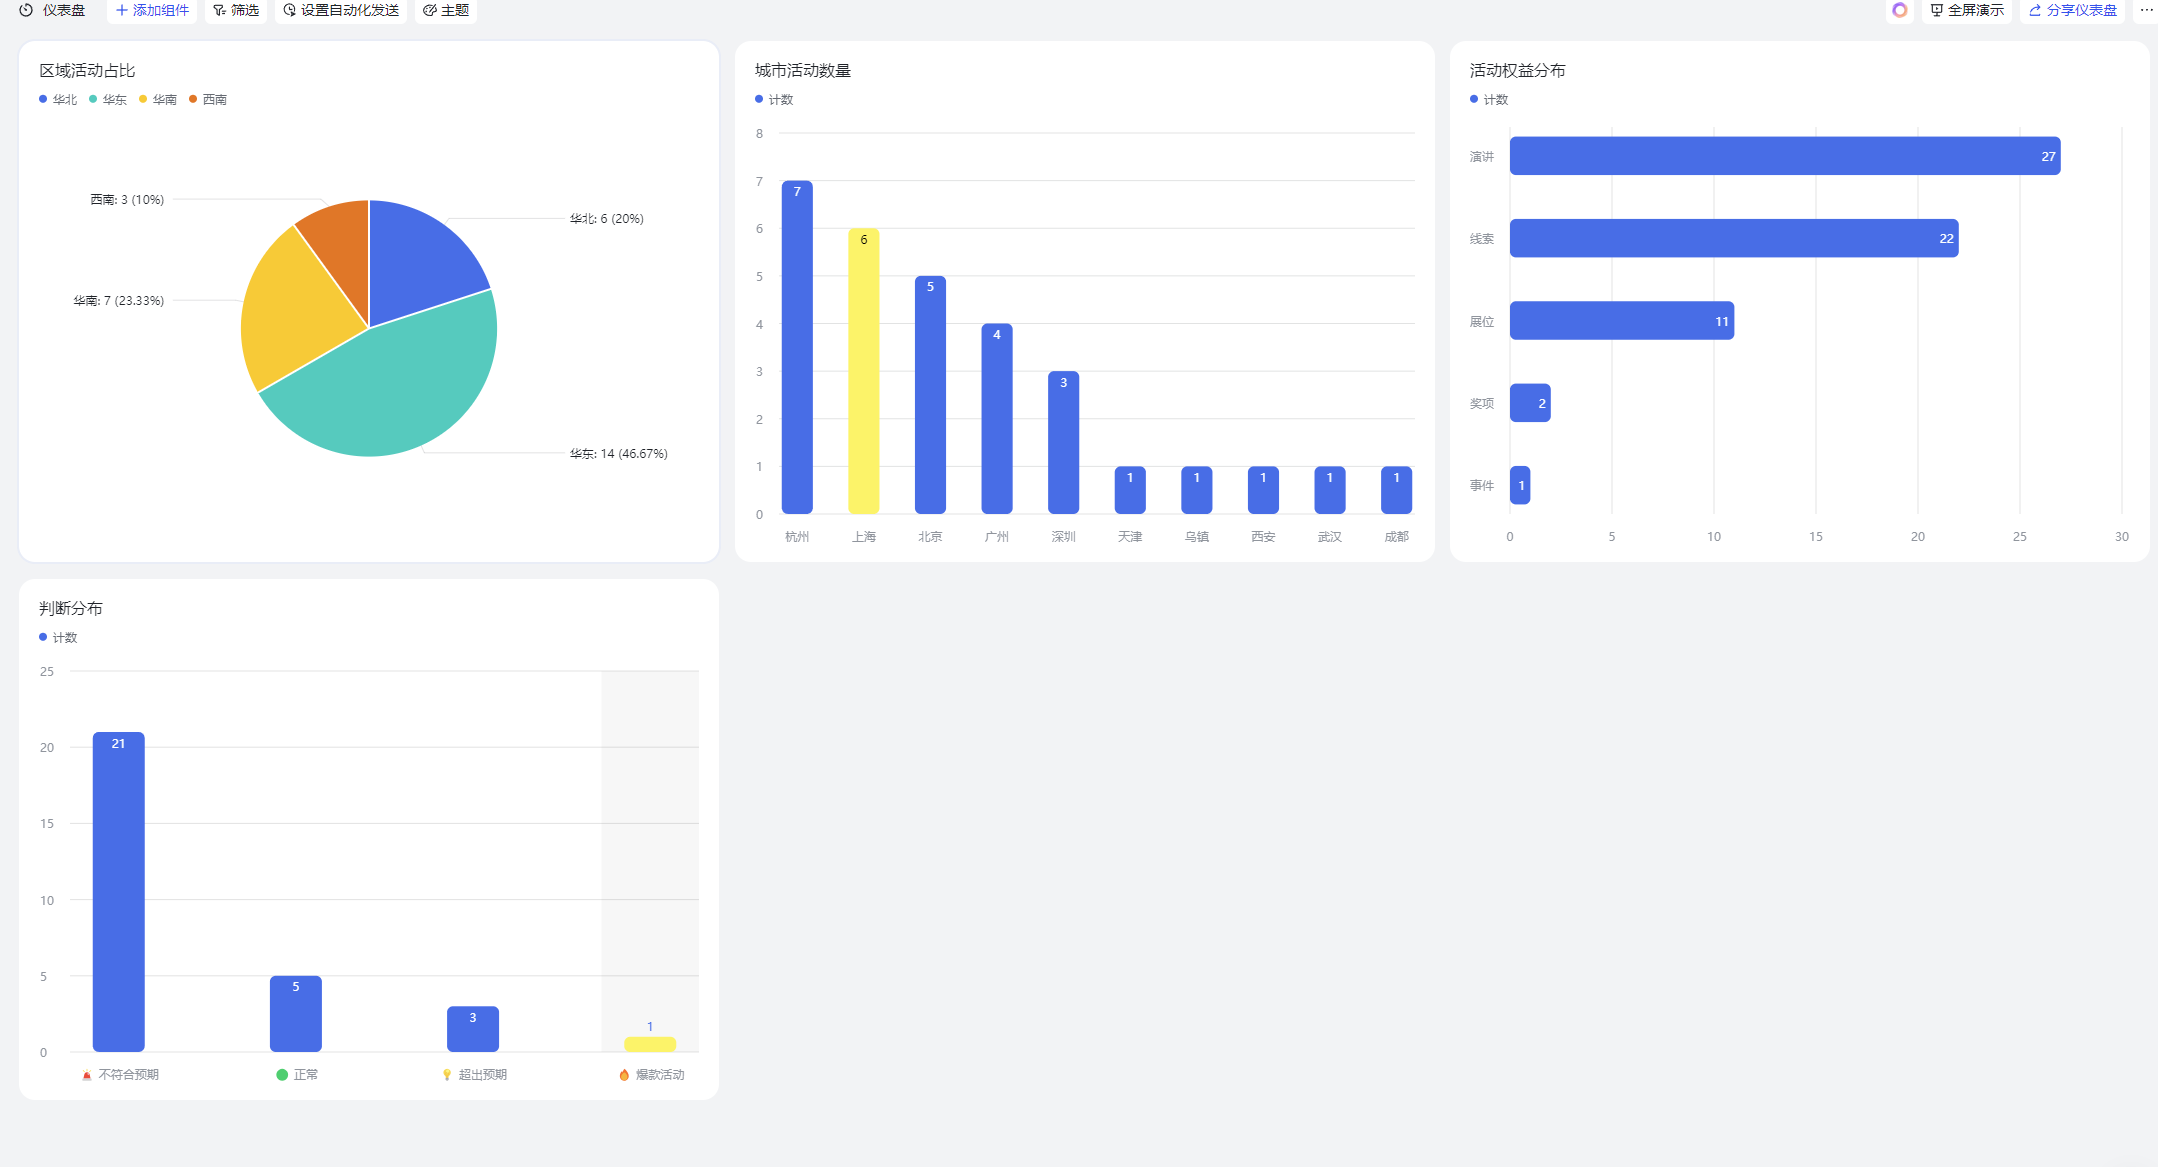 仪表盘 添加组件 筛选 设置自动化发送 主题 全屏演示 分享仪表盘
区域活动占比
华北 华东 华南 西南
西南: 3 (10%)
华北: 6 (20%)
华南: 7 (23.33%)
华东: 14 (46.67%)
城市活动数量
计数
8
7
6
5
4
3
2
1
0
7 6 5 4 3 1 1 1 1 1
杭州 上海 北京 广州 深圳 天津 乌镇 西安 武汉 成都
活动权益分布
计数
演讲 27
线索 22
展位 11
奖项 2
事件 1
0 5 10 15 20 25 30
判断分布
计数
25
20
15
10
5
0
21 5 3 1
不符合预期 正常 超出预期 爆款活动